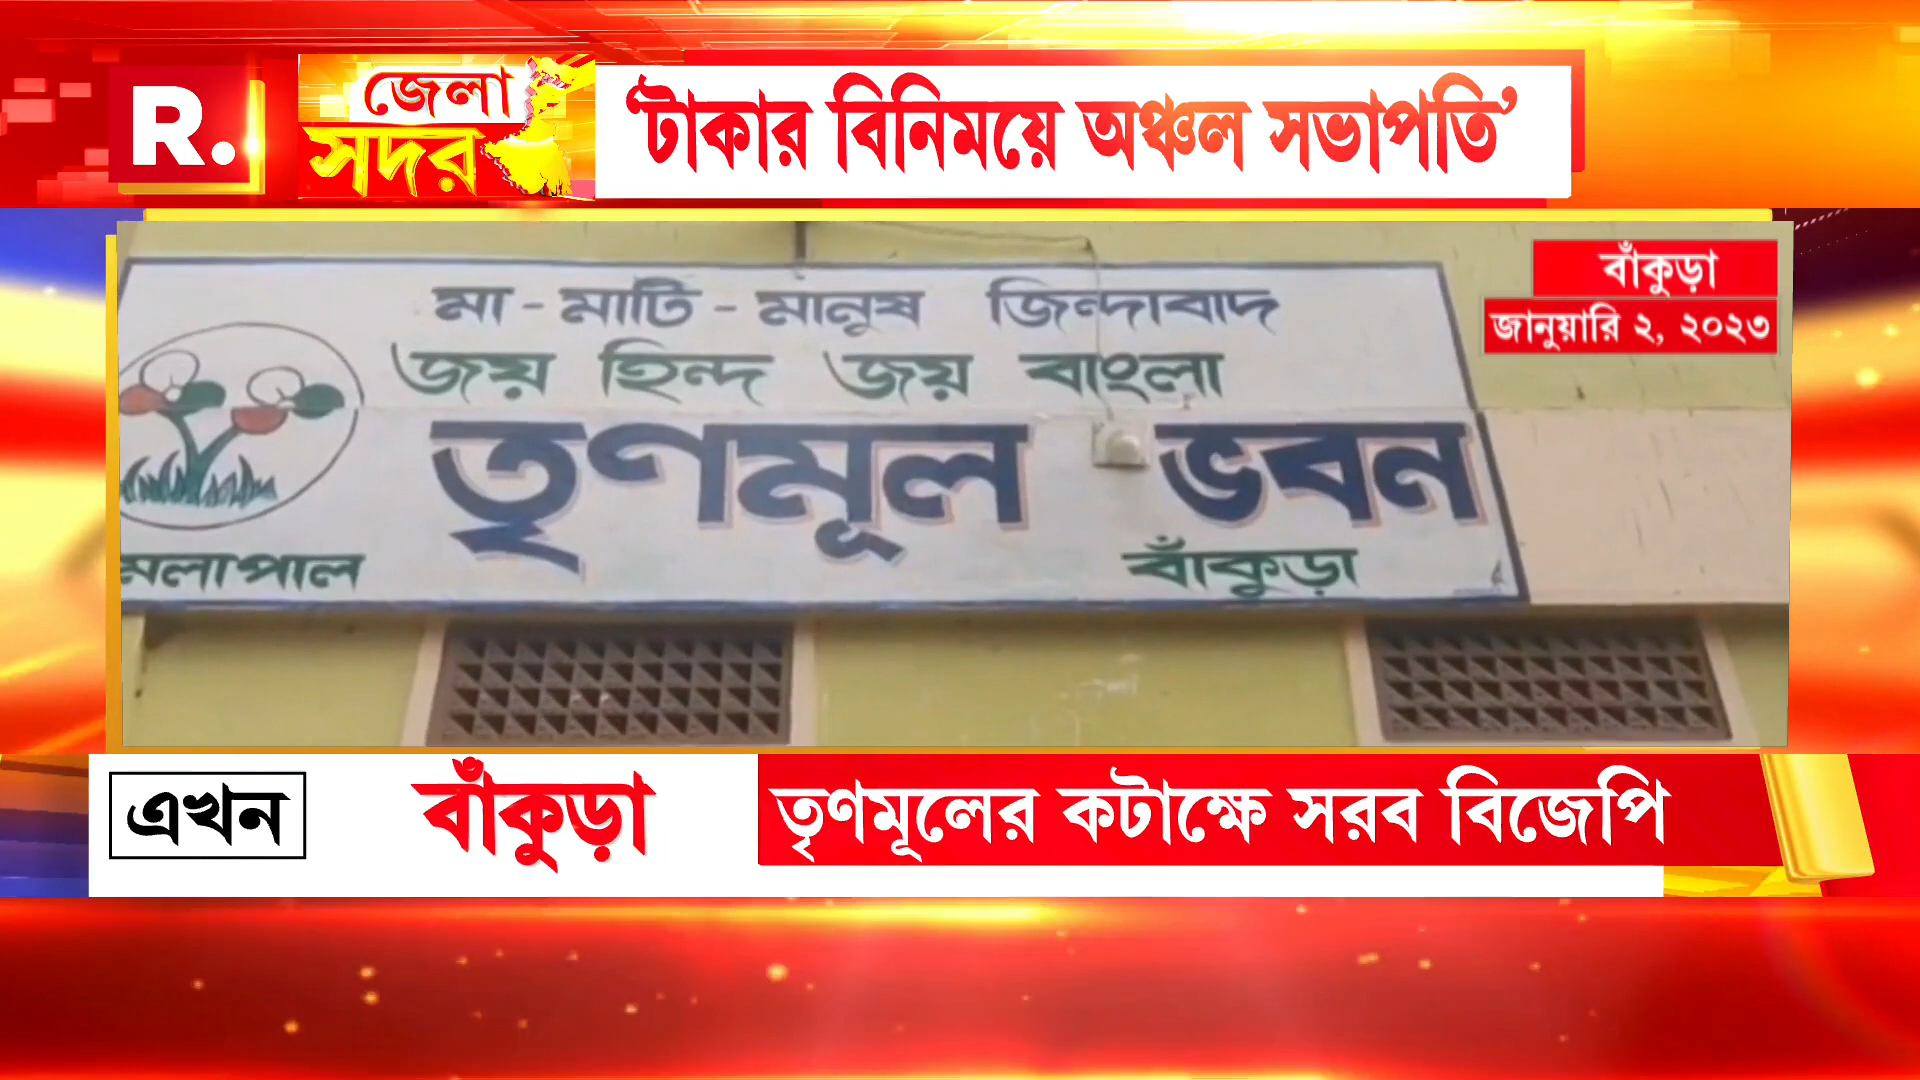 R.
জেলা
সদর
‘টাকার বিনিময়ে অঞ্চল সভাপতি’
বাঁকুড়া
জানুয়ারি ২, ২০২৩
মা - মাটি - মানুষ জিন্দাবাদ
জয় হিন্দ জয় বাংলা
তৃণমূল ভবন
মলাপাল বাঁকুড়া
এখন
বাঁকুড়া
তৃণমূলের কটাক্ষে সরব বিজেপি